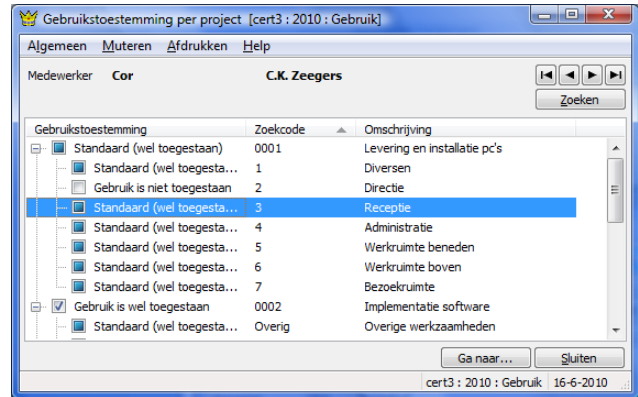 Gebruikstoestemming per project [cert3 : 2010 : Gebruik]
Algemeen Muteren Afdrukken Help
Medewerker Cor C.K. Zeegers
Zoeken
Gebruikstoestemming Zoekcode Omschrijving
Standaard (wel toegestaan) 0001 Levering en installatie pc's
Standaard (wel toegesta... 1 Diversen
Gebruik is niet toegestaan 2 Directie
Standaard (wel toegesta... 3 Receptie
Standaard (wel toegesta... 4 Administratie
Standaard (wel toegesta... 5 Werkruimte beneden
Standaard (wel toegesta... 6 Werkruimte boven
Standaard (wel toegesta... 7 Bezoekruimte
Gebruik is wel toegestaan 0002 Implementatie software
Standaard (wel toegesta... Overig Overige werkzaamheden
Ga naar... Sluiten
cert3 : 2010 : Gebruik 16-6-2010